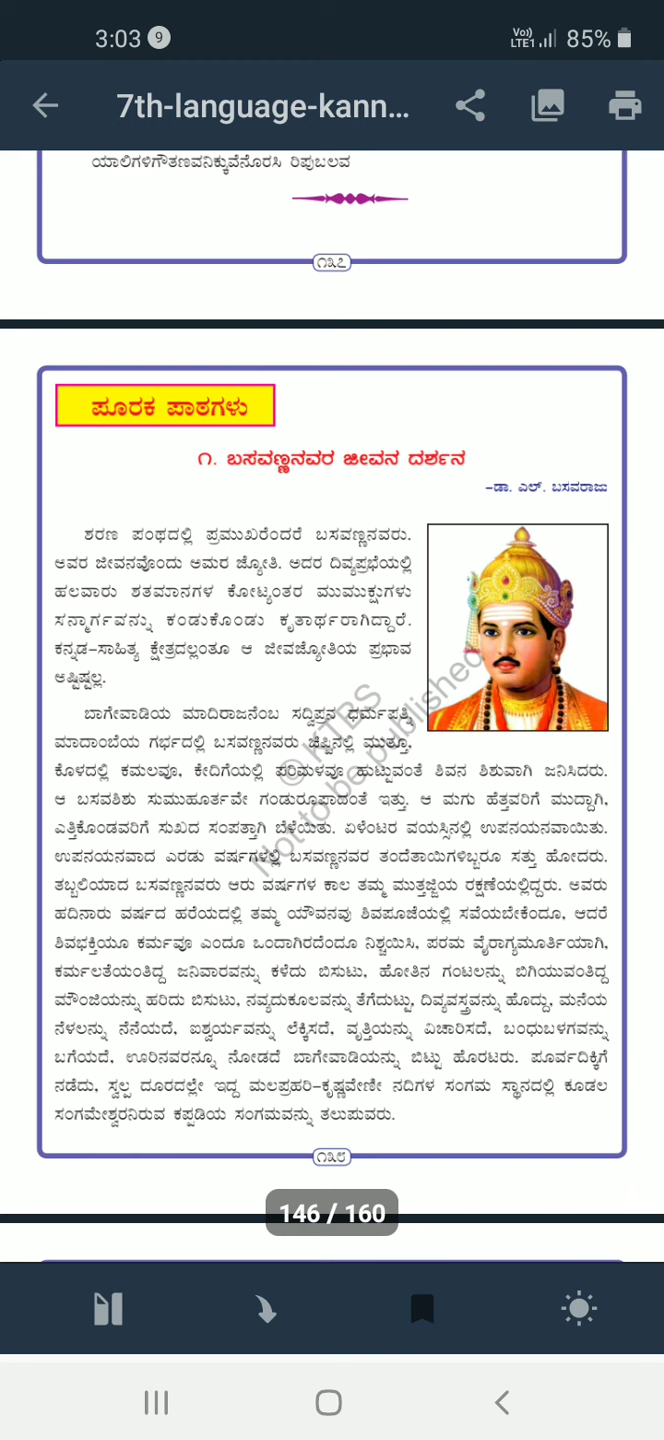 3:03 9 Vo)) LTE1 85%
7th-language-kann...
ಯಾಲಿಗಳಿಗೌತಣವನಿಕ್ಕುವೆನೊರಸಿ ರಿಪುಬಲವ
೧೩೭
ಪೂರಕ ಪಾಠಗಳು
೧. ಬಸವಣ್ಣನವರ ಜೀವನ ದರ್ಶನ
–ಡಾ. ಎಲ್. ಬಸವರಾಜು
ಶರಣ ಪಂಥದಲ್ಲಿ ಪ್ರಮುಖರೆಂದರೆ ಬಸವಣ್ಣನವರು.
ಅವರ ಜೀವನವೊಂದು ಅಮರ ಜ್ಯೋತಿ. ಅದರ ದಿವ್ಯಪ್ರಭೆಯಲ್ಲಿ
ಹಲವಾರು ಶತಮಾನಗಳ ಕೋಟ್ಯಂತರ ಮುಮುಕ್ಷುಗಳು
ಸನ್ಮಾರ್ಗವನ್ನು ಕಂಡುಕೊಂಡು ಕೃತಾರ್ಥರಾಗಿದ್ದಾರೆ.
ಕನ್ನಡ–ಸಾಹಿತ್ಯ ಕ್ಷೇತ್ರದಲ್ಲಂತೂ ಆ ಜೀವಜ್ಯೋತಿಯ ಪ್ರಭಾವ
ಅಷ್ಟಿಷ್ಟಲ್ಲ.
ಬಾಗೇವಾಡಿಯ ಮಾದಿರಾಜನೆಂಬ ಸದ್ವಿಪ್ರನ ಧರ್ಮಪತ್ನಿ
ಮಾದಾಂಬೆಯ ಗರ್ಭದಲ್ಲಿ ಬಸವಣ್ಣನವರು ಚಿಪ್ಪಿನಲ್ಲಿ ಮುತ್ತೂ,
ಕೊಳದಲ್ಲಿ ಕಮಲವೂ, ಕೇದಿಗೆಯಲ್ಲಿ ಪರಿಮಳವೂ ಹುಟ್ಟುವಂತೆ ಶಿವನ ಶಿಶುವಾಗಿ ಜನಿಸಿದರು.
ಆ ಬಸವಶಿಶು ಸುಮುಹೂರ್ತವೇ ಗಂಡುರೂಪಾದಂತೆ ಇತ್ತು. ಆ ಮಗು ಹೆತ್ತವರಿಗೆ ಮುದ್ದಾಗಿ,
ಎತ್ತಿಕೊಂಡವರಿಗೆ ಸುಖದ ಸಂಪತ್ತಾಗಿ ಬೆಳೆಯಿತು. ಏಳೆಂಟರ ವಯಸ್ಸಿನಲ್ಲಿ ಉಪನಯನವಾಯಿತು.
ಉಪನಯನವಾದ ಎರಡು ವರ್ಷಗಳಲ್ಲಿ ಬಸವಣ್ಣನವರ ತಂದೆತಾಯಿಗಳಿಬ್ಬರೂ ಸತ್ತು ಹೋದರು.
ತಬ್ಬಲಿಯಾದ ಬಸವಣ್ಣನವರು ಆರು ವರ್ಷಗಳ ಕಾಲ ತಮ್ಮ ಮುತ್ತಜ್ಜಿಯ ರಕ್ಷಣೆಯಲ್ಲಿದ್ದರು. ಅವರು
ಹದಿನಾರು ವರ್ಷದ ಹರೆಯದಲ್ಲಿ ತಮ್ಮ ಯೌವನವು ಶಿವಪೂಜೆಯಲ್ಲಿ ಸವೆಯಬೇಕೆಂದೂ, ಆದರೆ
ಶಿವಭಕ್ತಿಯೂ ಕರ್ಮವೂ ಎಂದೂ ಒಂದಾಗಿರದೆಂದೂ ನಿಶ್ಚಯಿಸಿ, ಪರಮ ವೈರಾಗ್ಯಮೂರ್ತಿಯಾಗಿ,
ಕರ್ಮಲತೆಯಂತಿದ್ದ ಜನಿವಾರವನ್ನು ಕಳೆದು ಬಿಸುಟು, ಹೋತಿನ ಗಂಟಲನ್ನು ಬಿಗಿಯುವಂತಿದ್ದ
ಮೌಂಜಿಯನ್ನು ಹರಿದು ಬಿಸುಟು, ನವ್ಯದುಕೂಲವನ್ನು ತೆಗೆದುಟ್ಟು, ದಿವ್ಯವಸ್ತ್ರವನ್ನು ಹೊದ್ದು, ಮನೆಯ
ನೆಳಲನ್ನು ನೆನೆಯದೆ, ಐಶ್ವರ್ಯವನ್ನು ಲೆಕ್ಕಿಸದೆ, ವೃತ್ತಿಯನ್ನು ವಿಚಾರಿಸದೆ, ಬಂಧುಬಳಗವನ್ನು
ಬಗೆಯದೆ, ಊರಿನವರನ್ನೂ ನೋಡದೆ ಬಾಗೇವಾಡಿಯನ್ನು ಬಿಟ್ಟು ಹೊರಟರು. ಪೂರ್ವದಿಕ್ಕಿಗೆ
ನಡೆದು, ಸ್ವಲ್ಪ ದೂರದಲ್ಲೇ ಇದ್ದ ಮಲಪ್ರಹರಿ–ಕೃಷ್ಣವೇಣೀ ನದಿಗಳ ಸಂಗಮ ಸ್ಥಾನದಲ್ಲಿ ಕೂಡಲ
ಸಂಗಮೇಶ್ವರನಿರುವ ಕಪ್ಪಡಿಯ ಸಂಗಮವನ್ನು ತಲುಪುವರು.
© KTBS
Not to be published
೧೩೮
146 / 160